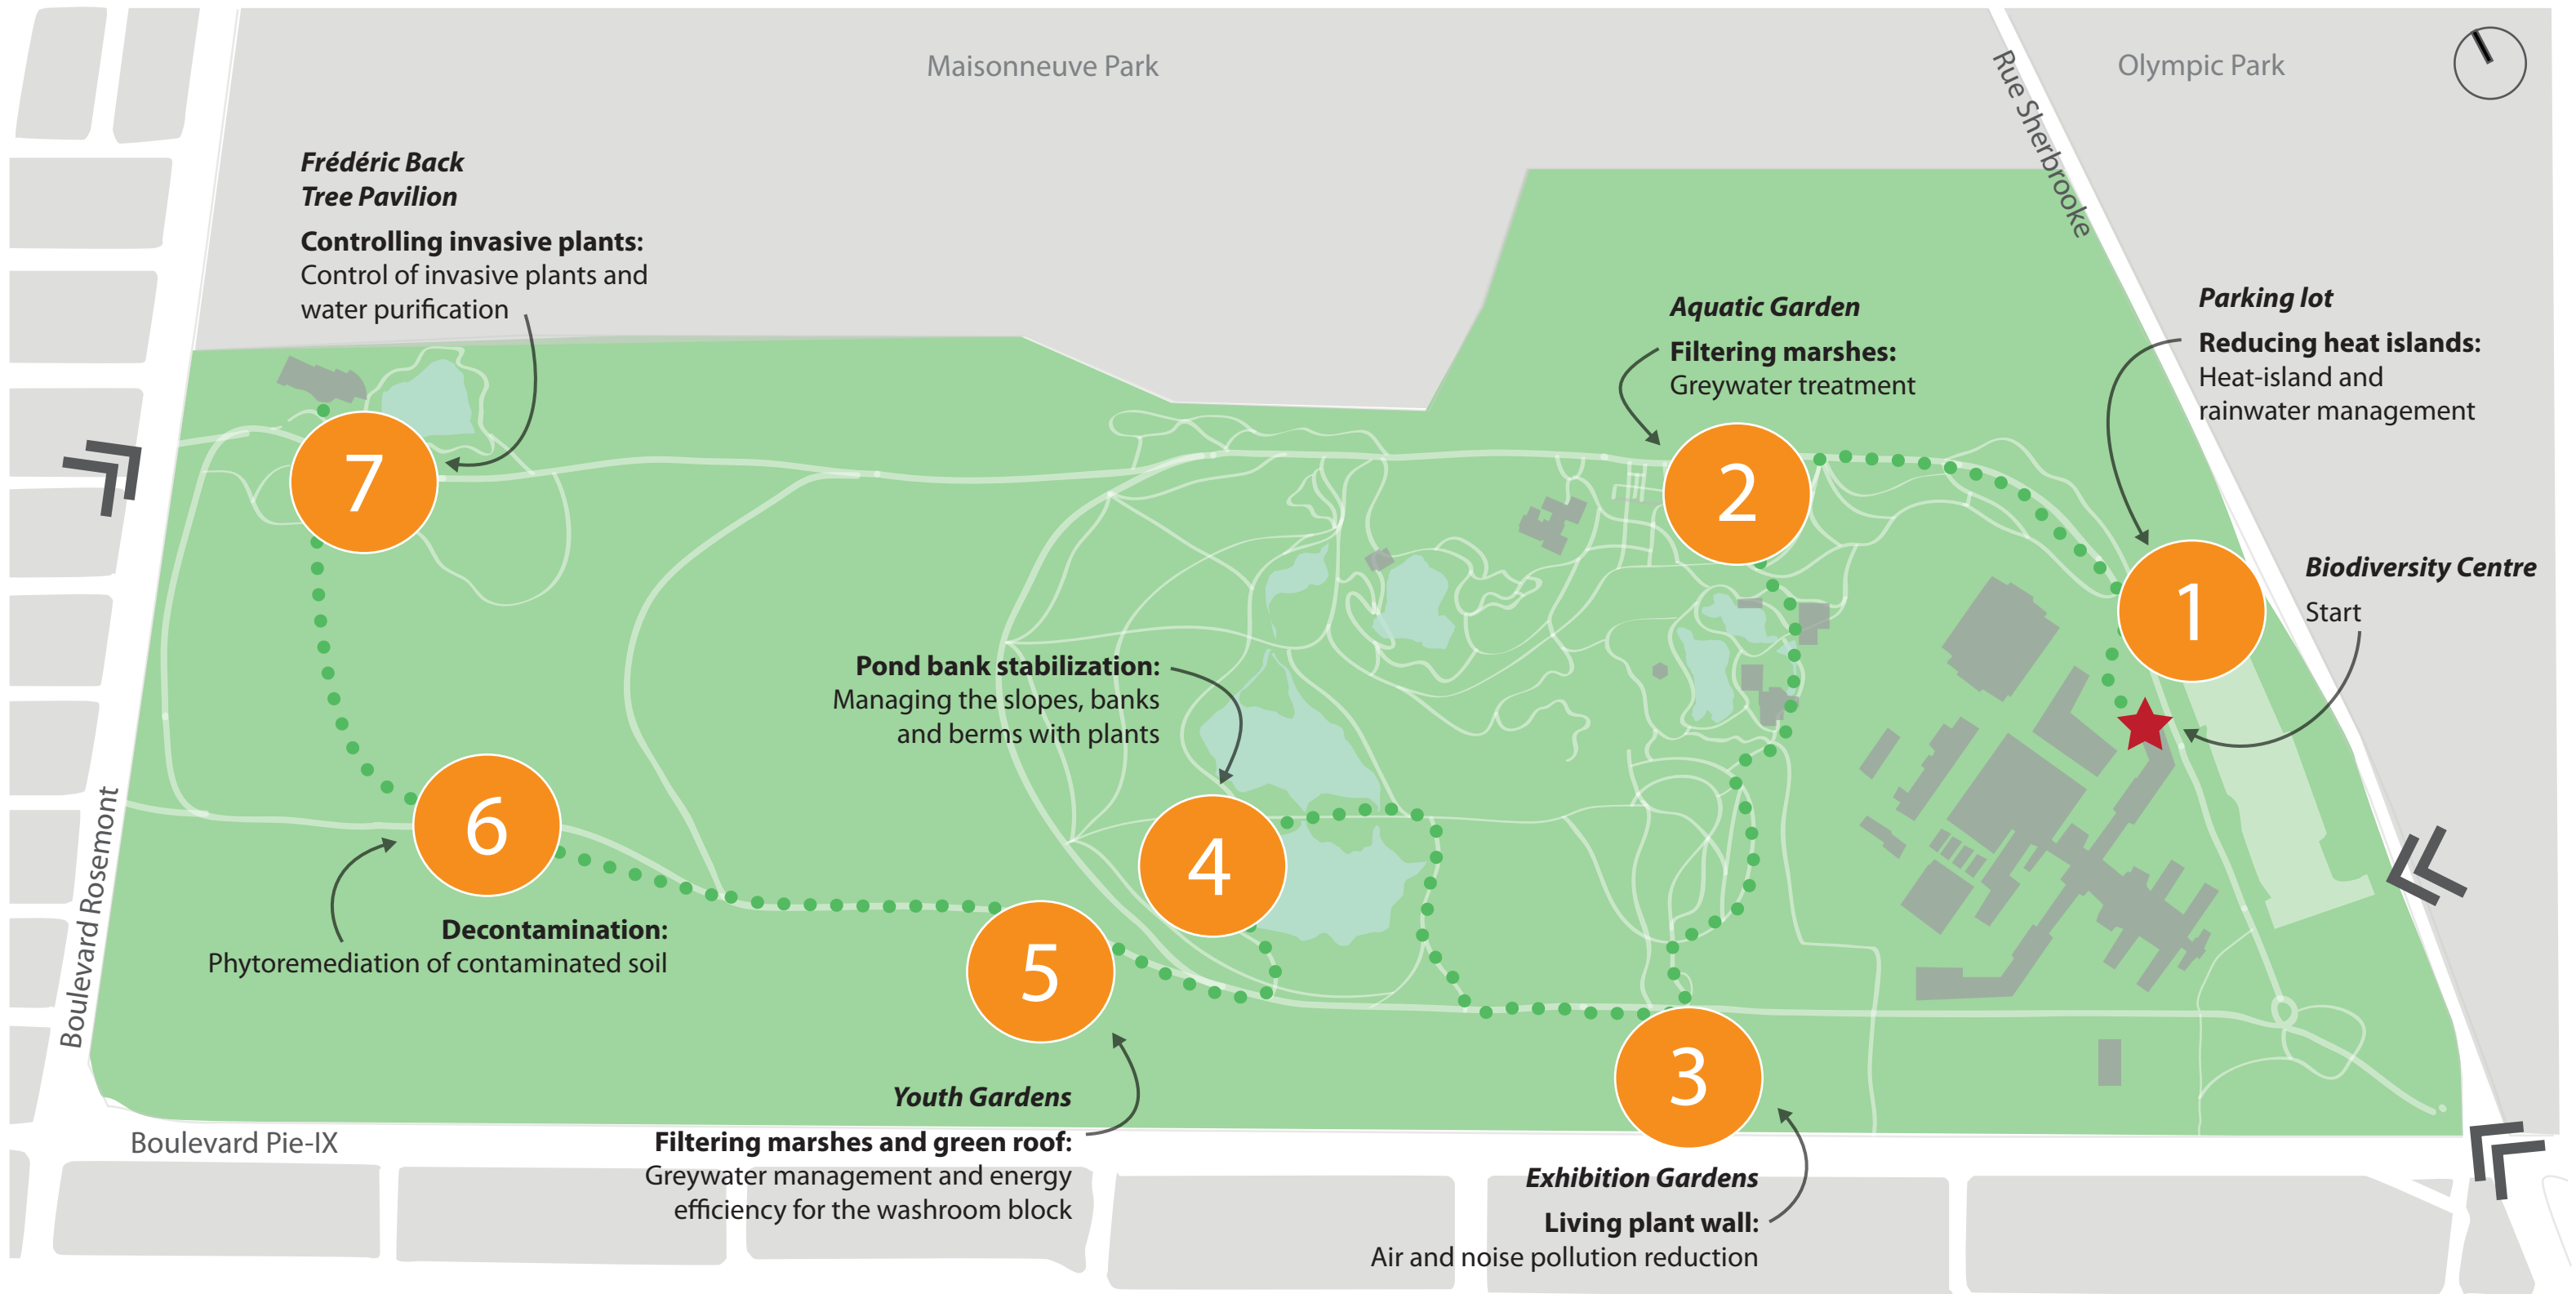 Maisonneuve Park
Rue Sherbrooke
Olympic Park
Frédéric Back
Tree Pavilion
Controlling invasive plants:
Control of invasive plants and
water purification
Aquatic Garden
Filtering marshes:
Greywater treatment
Parking lot
Reducing heat islands:
Heat-island and
rainwater management
7
2
1
Biodiversity Centre
Start
Pond bank stabilization:
Managing the slopes, banks
and berms with plants
6
4
Decontamination:
Phytoremediation of contaminated soil
5
3
Boulevard Rosemont
Youth Gardens
Filtering marshes and green roof:
Greywater management and energy
efficiency for the washroom block
Boulevard Pie-IX
Exhibition Gardens
Living plant wall:
Air and noise pollution reduction